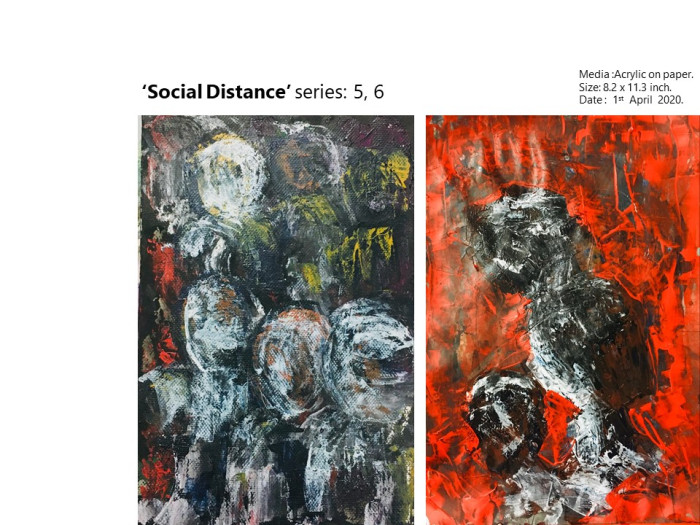 ‘Social Distance’ series: 5, 6
Media :Acrylic on paper.
Size: 8.2 x 11.3 inch.
Date : 1st April 2020.